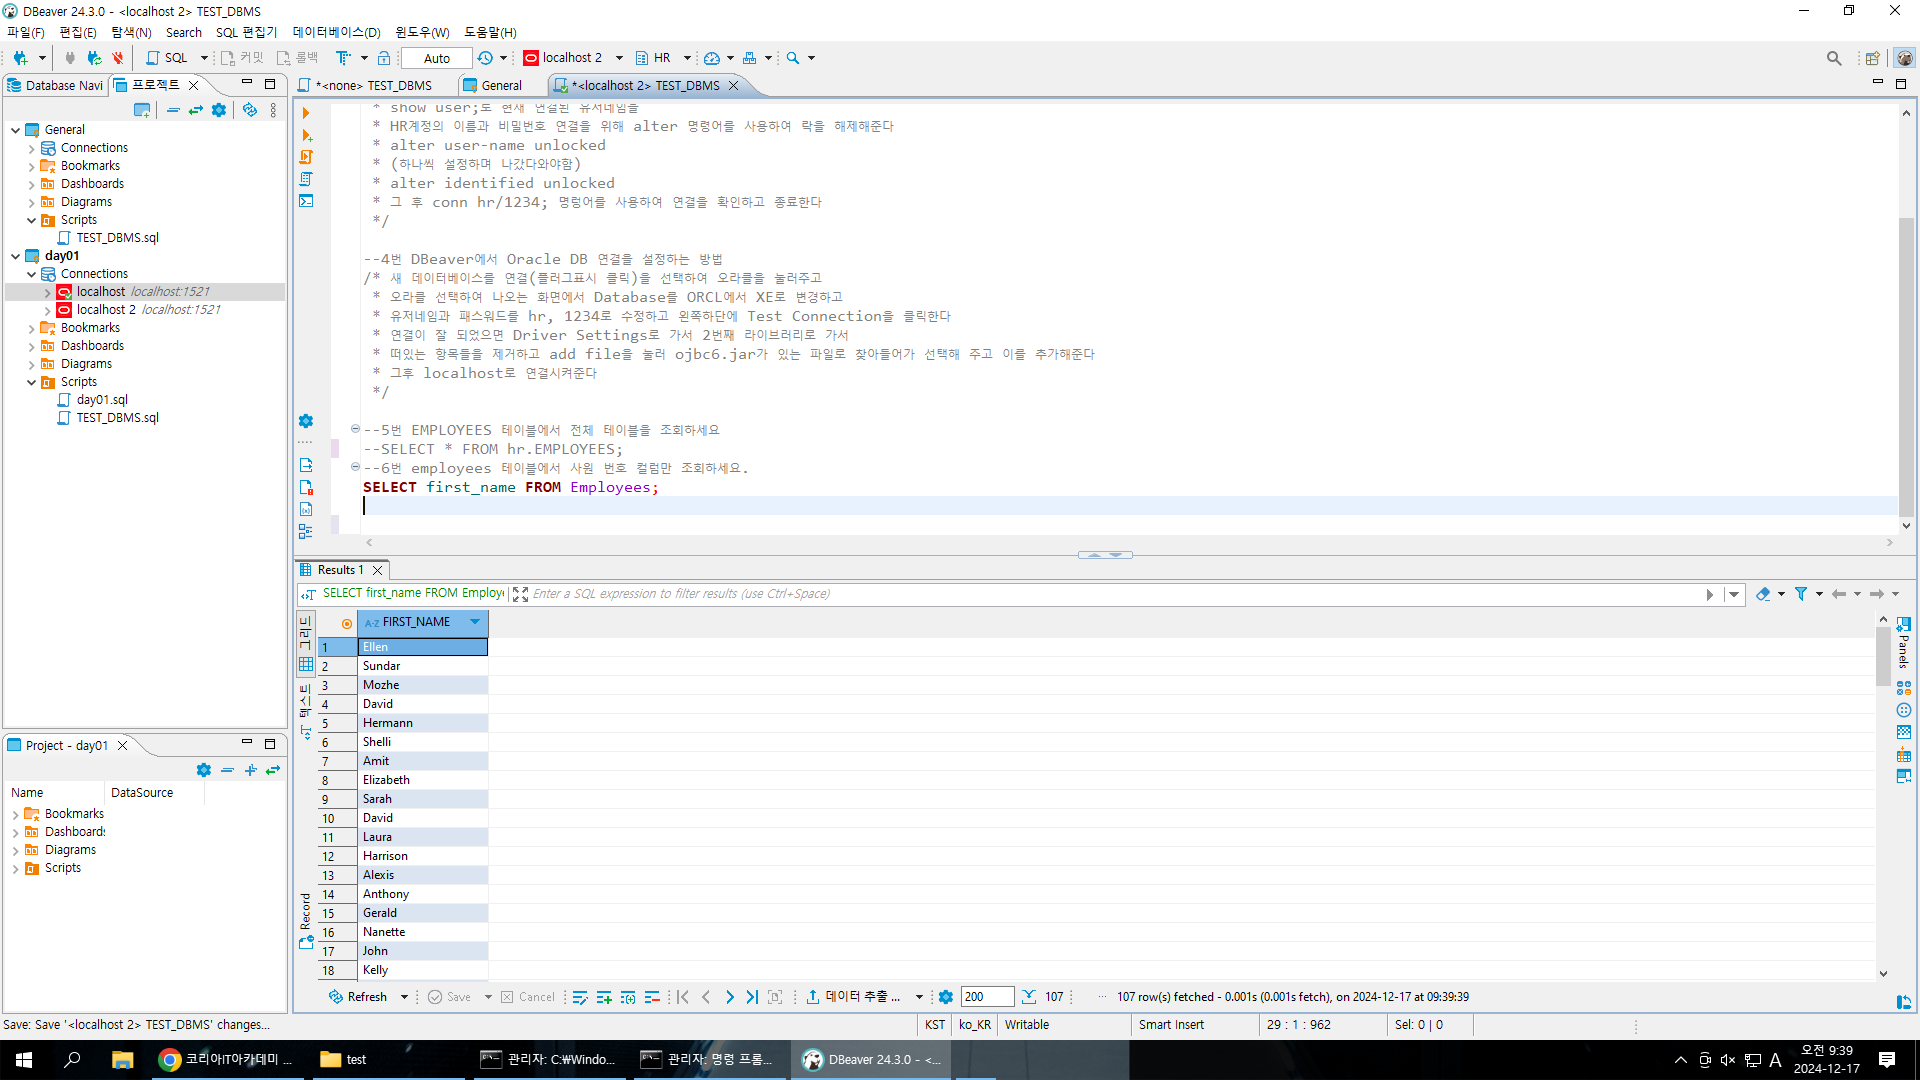 DBeaver 24.3.0 - <localhost 2> TEST_DBMS
파일(F) 편집(E) 탐색(N) Search SQL 편집기 데이터베이스(D) 윈도우(W) 도움말(H)
SQL 커밋 롤백 Auto localhost 2 HR
Database Navi 프로젝트
General
Connections
Bookmarks
Dashboards
Diagrams
Scripts
TEST_DBMS.sql
day01
Connections
localhost localhost:1521
localhost 2 localhost:1521
Bookmarks
Dashboards
Diagrams
Scripts
day01.sql
TEST_DBMS.sql
Project - day01
Name DataSource
Bookmarks
Dashboards
Diagrams
Scripts
*<none> TEST_DBMS General *<localhost 2> TEST_DBMS
* show user;로 현재 연결된 유저네임을
* HR계정의 이름과 비밀번호 연결을 위해 alter 명령어를 사용하여 락을 해제해준다
* alter user-name unlocked
* (하나씩 설정하며 나갔다와야함)
* alter identified unlocked
* 그 후 conn hr/1234; 명령어를 사용하여 연결을 확인하고 종료한다
*/
--4번 DBeaver에서 Oracle DB 연결을 설정하는 방법
/* 새 데이터베이스를 연결(플러그표시 클릭)을 선택하여 오라클을 눌러주고
* 오라클 선택하여 나오는 화면에서 Database를 ORCL에서 XE로 변경하고
* 유저네임과 패스워드를 hr, 1234로 수정하고 왼쪽하단에 Test Connection을 클릭한다
* 연결이 잘 되었으면 Driver Settings로 가서 2번째 라이브러리로 가서
* 떠있는 항목들을 제거하고 add file을 눌러 ojbc6.jar가 있는 파일로 찾아들어가 선택해 주고 이를 추가해준다
* 그후 localhost로 연결시켜준다
*/
--5번 EMPLOYEES 테이블에서 전체 테이블을 조회하세요
--SELECT * FROM hr.EMPLOYEES;
--6번 employees 테이블에서 사원 번호 컬럼만 조회하세요.
SELECT first_name FROM Employees;
Results 1
SELECT first_name FROM Employe Enter a SQL expression to filter results (use Ctrl+Space)
그리드
텍스트
Record
Panels
A-Z FIRST_NAME
1 Ellen
2 Sundar
3 Mozhe
4 David
5 Hermann
6 Shelli
7 Amit
8 Elizabeth
9 Sarah
10 David
11 Laura
12 Harrison
13 Alexis
14 Anthony
15 Gerald
16 Nanette
17 John
18 Kelly
Refresh Save Cancel 데이터 추출 ... 200 107 107 row(s) fetched - 0.001s (0.001s fetch), on 2024-12-17 at 09:39:39
Save: Save '<localhost 2> TEST_DBMS' changes... KST ko_KR Writable Smart Insert 29 : 1 : 962 Sel: 0 | 0
코리아IT아카데미 ... test 관리자: C:₩Windo... 관리자: 명령 프롬... DBeaver 24.3.0 - <... A 오전 9:39
2024-12-17